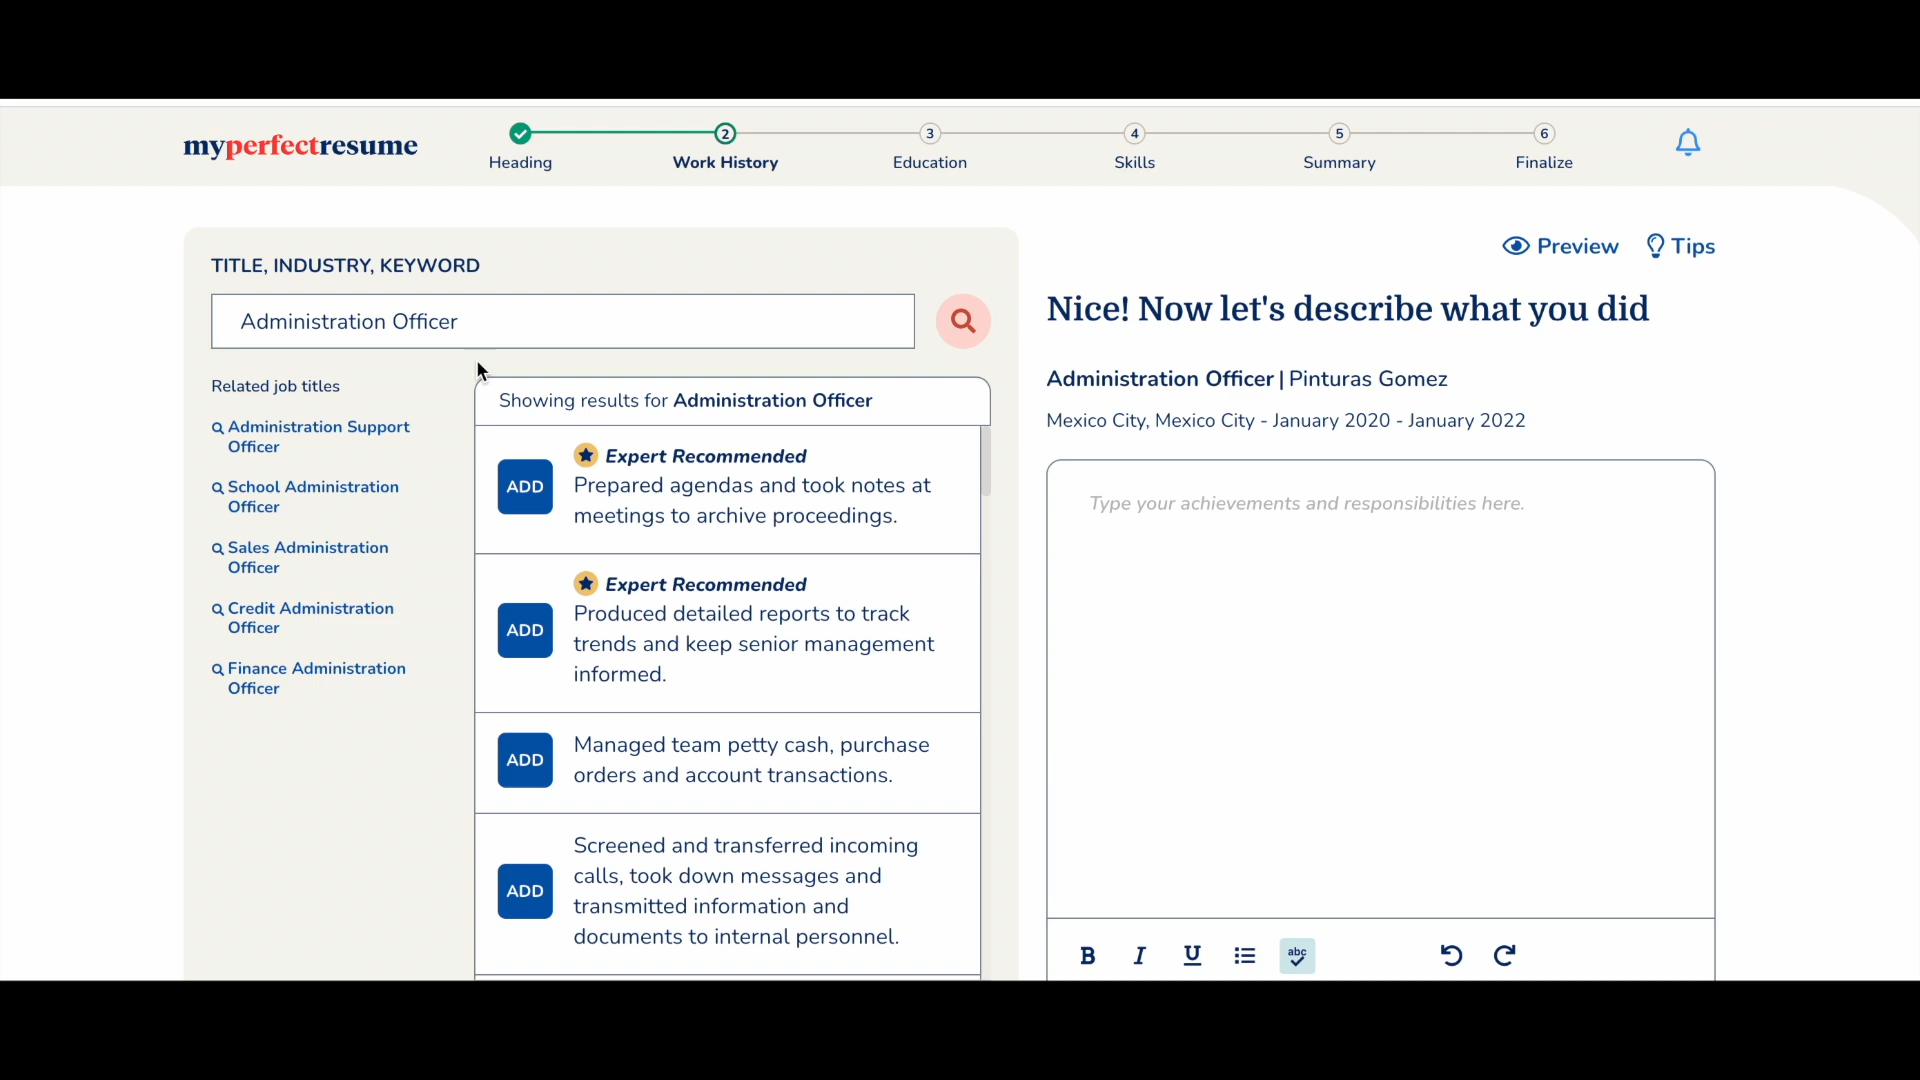 myperfectresume
2 3 4 5 6
Heading Work History Education Skills Summary Finalize
Preview Tips
TITLE, INDUSTRY, KEYWORD
Administration Officer
Related job titles
Administration Support
Officer
School Administration
Officer
Sales Administration
Officer
Credit Administration
Officer
Finance Administration
Officer
Showing results for Administration Officer
Expert Recommended
ADD
Prepared agendas and took notes at
meetings to archive proceedings.
Expert Recommended
ADD
Produced detailed reports to track
trends and keep senior management
informed.
ADD
Managed team petty cash, purchase
orders and account transactions.
ADD
Screened and transferred incoming
calls, took down messages and
transmitted information and
documents to internal personnel.
Nice! Now let's describe what you did
Administration Officer | Pinturas Gomez
Mexico City, Mexico City - January 2020 - January 2022
Type your achievements and responsibilities here.
B I U abc